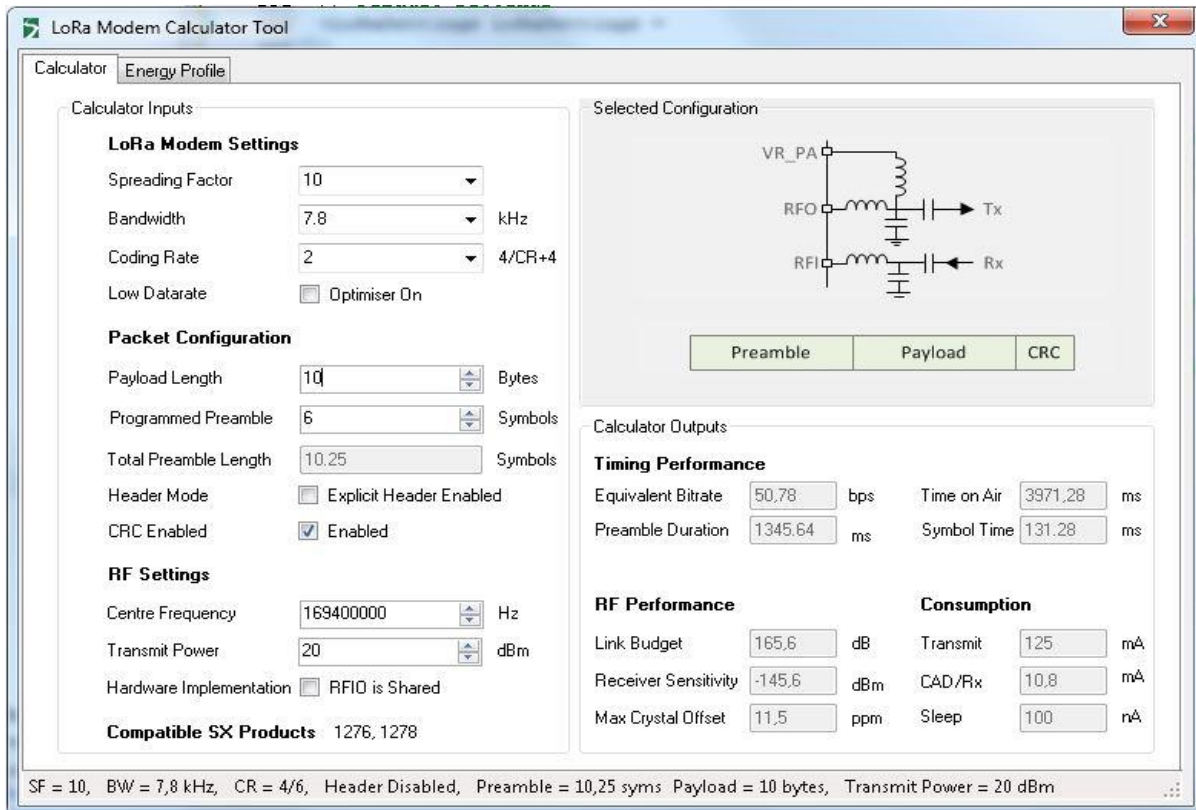 LoRa Modem Calculator Tool
Calculator
Energy Profile
Calculator Inputs
LoRa Modem Settings
Spreading Factor 10
Bandwidth 7.8 kHz
Coding Rate 2 4/CR+4
Low Datarate Optimiser On
Packet Configuration
Payload Length 10 Bytes
Programmed Preamble 6 Symbols
Total Preamble Length 10.25 Symbols
Header Mode Explicit Header Enabled
CRC Enabled Enabled
RF Settings
Centre Frequency 169400000 Hz
Transmit Power 20 dBm
Hardware Implementation RFIO is Shared
Compatible SX Products 1276, 1278
Selected Configuration
VR_PA
RFO Tx
RFI Rx
Preamble Payload CRC
Calculator Outputs
Timing Performance
Equivalent Bitrate 50,78 bps Time on Air 3971,28 ms
Preamble Duration 1345.64 ms Symbol Time 131.28 ms
RF Performance Consumption
Link Budget 165,6 dB Transmit 125 mA
Receiver Sensitivity -145,6 dBm CAD/Rx 10,8 mA
Max Crystal Offset 11,5 ppm Sleep 100 nA
SF = 10, BW = 7,8 kHz, CR = 4/6, Header Disabled, Preamble = 10,25 syms Payload = 10 bytes, Transmit Power = 20 dBm